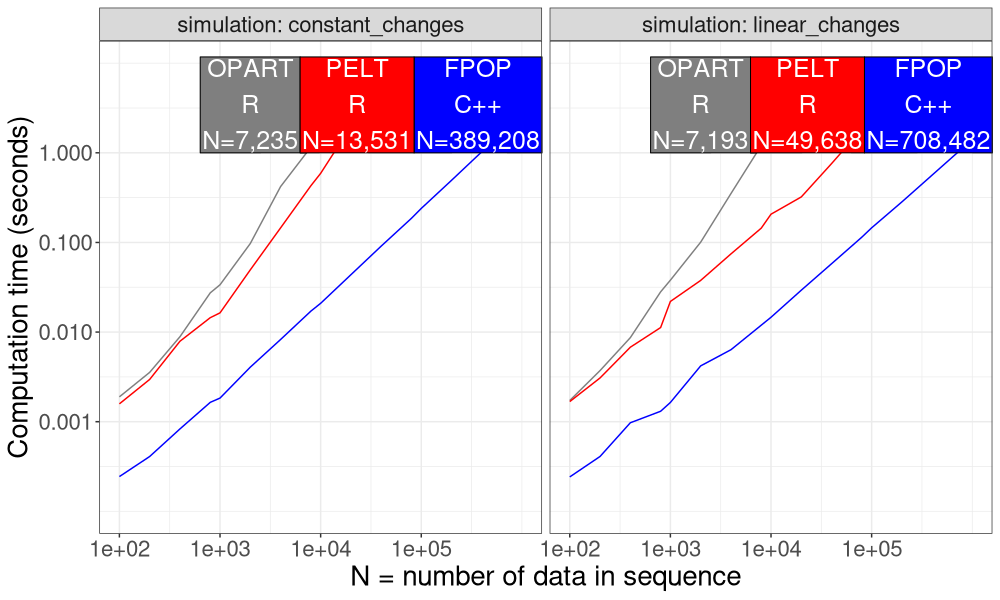 simulation: constant_changes
simulation: linear_changes
OPART
R
N=7,235
PELT
R
N=13,531
FPOP
C++
N=389,208
OPART
R
N=7,193
PELT
R
N=49,638
FPOP
C++
N=708,482
Computation time (seconds)
1.000
0.100
0.010
0.001
1e+02 1e+03 1e+04 1e+05
1e+02 1e+03 1e+04 1e+05
N = number of data in sequence